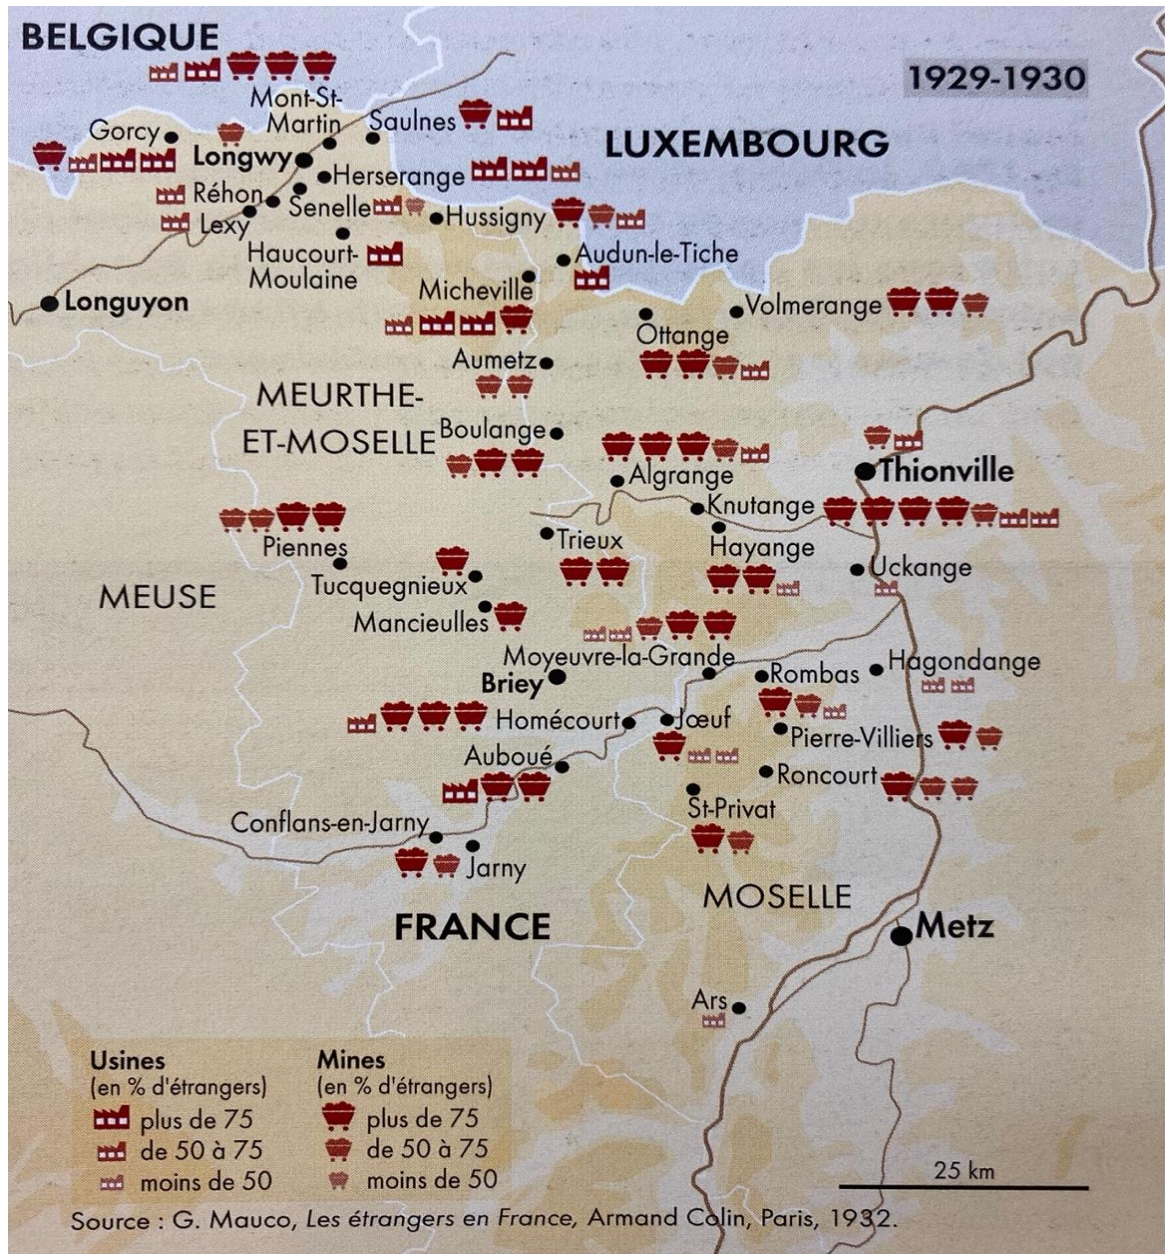 BELGIQUE
1929-1930
Mont-St-
Martin
Saulnes
Gorcy
LUXEMBOURG
Longwy
Herserange
Réhon
Senelle
Hussigny
Lexy
Haucourt-
Moulaine
Audun-le-Tiche
Micheville
Longuyon
Volmerange
Ottange
Aumetz
MEURTHE-
ET-MOSELLE
Boulange
Algrange
Thionville
Knutange
Piennes
Trieux
Hayange
Uckange
Tucquegnieux
MEUSE
Mancieulles
Moyeuvre-la-Grande
Briey
Rombas
Hagondange
Homécourt
Jœuf
Pierre-Villiers
Auboué
Roncourt
St-Privat
Conflans-en-Jarny
Jarny
MOSELLE
FRANCE
Metz
Ars
Usines
(en % d'étrangers)
plus de 75
de 50 à 75
moins de 50
Mines
(en % d'étrangers)
plus de 75
de 50 à 75
moins de 50
25 km
Source : G. Mauco, Les étrangers en France, Armand Colin, Paris, 1932.